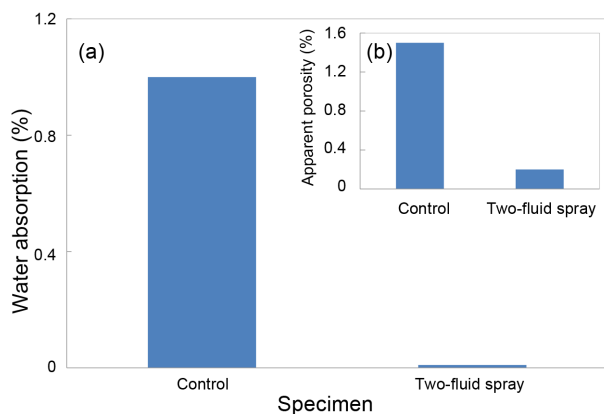 1.2
(a)
0.8
0.4
0
Water absorption (%)
Control
Two-fluid spray
Specimen
1.6
(b)
1.2
0.8
0.4
0
Apparent porosity (%)
Control
Two-fluid spray